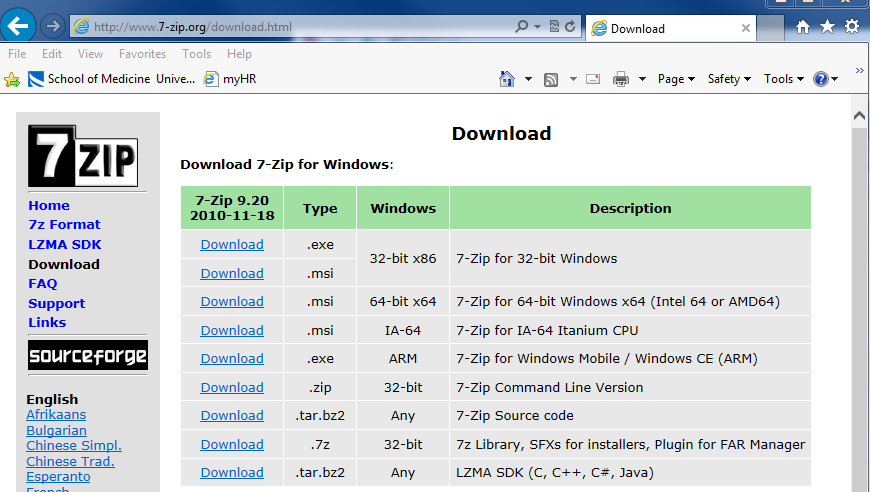 http://www.7-zip.org/download.html
Download
File Edit View Favorites Tools Help
School of Medicine Unive... myHR
Page Safety Tools
7 ZIP
Home
7z Format
LZMA SDK
Download
FAQ
Support
Links
sourceforge
English
Afrikaans
Bulgarian
Chinese Simpl.
Chinese Trad.
Esperanto
French
Download
Download 7-Zip for Windows:
7-Zip 9.20
2010-11-18 Type Windows Description
Download .exe 32-bit x86 7-Zip for 32-bit Windows
Download .msi
Download .msi 64-bit x64 7-Zip for 64-bit Windows x64 (Intel 64 or AMD64)
Download .msi IA-64 7-Zip for IA-64 Itanium CPU
Download .exe ARM 7-Zip for Windows Mobile / Windows CE (ARM)
Download .zip 32-bit 7-Zip Command Line Version
Download .tar.bz2 Any 7-Zip Source code
Download .7z 32-bit 7z Library, SFXs for installers, Plugin for FAR Manager
Download .tar.bz2 Any LZMA SDK (C, C++, C#, Java)